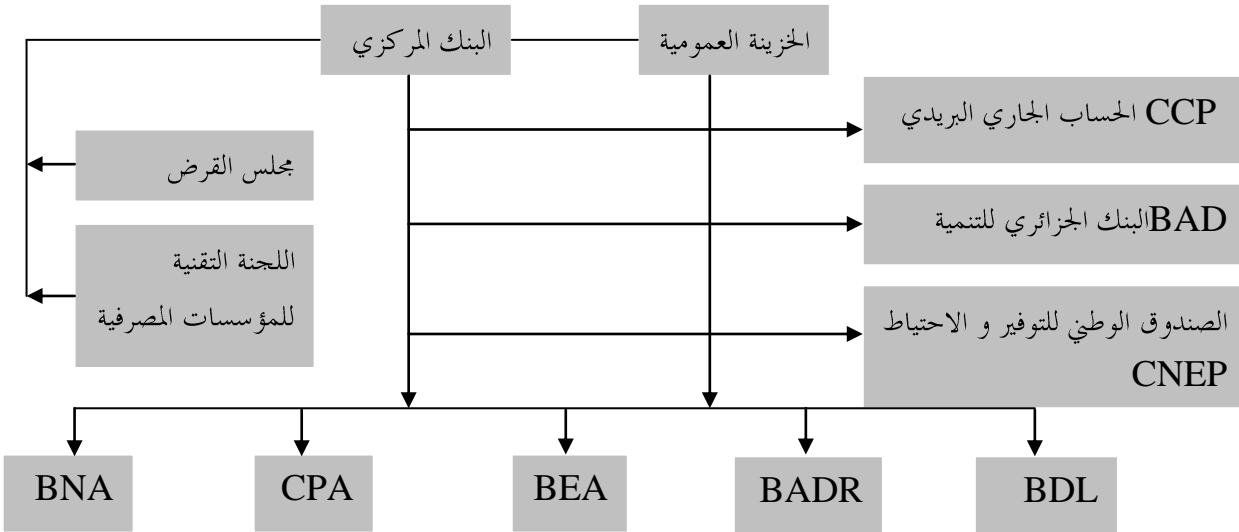 الخزينة العمومية
البنك المركزي
CCP الحساب الجاري البريدي
مجلس القرض
BADالبنك الجزائري للتنمية
اللجنة التقنية
للمؤسسات المصرفية
الصندوق الوطني للتوفير و الاحتياط
CNEP
BNA
CPA
BEA
BADR
BDL